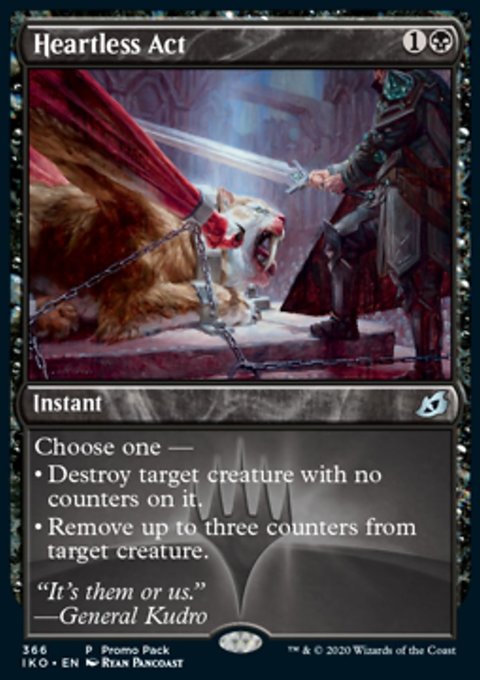 Heartless Act
1
Instant
Choose one —
• Destroy target creature with no
counters on it.
• Remove up to three counters from
target creature.
“It's them or us.”
—General Kudro
366 P Promo Pack
IKO • EN Ryan Pancoast
™ & © 2020 Wizards of the Coast